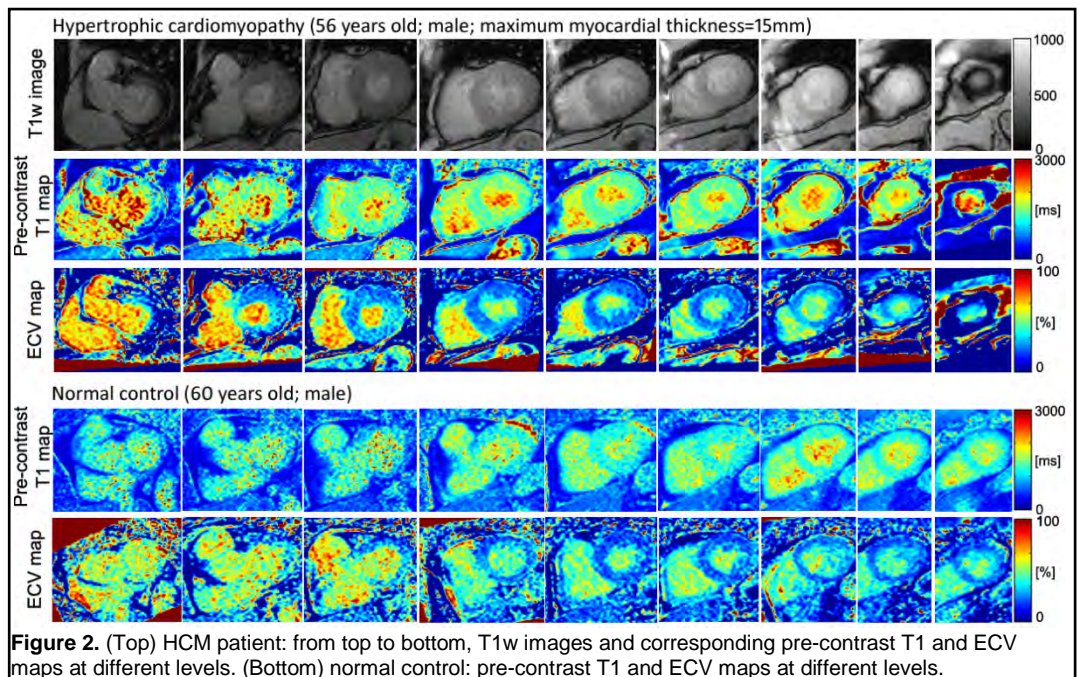 Hypertrophic cardiomyopathy (56 years old; male; maximum myocardial thickness=15mm)
T1w image
1000
500
0
Pre-contrast
T1 map
3000
[ms]
0
ECV map
100
[%]
0
Normal control (60 years old; male)
Pre-contrast
T1 map
3000
[ms]
0
ECV map
100
[%]
0
Figure 2. (Top) HCM patient: from top to bottom, T1w images and corresponding pre-contrast T1 and ECV
maps at different levels. (Bottom) normal control: pre-contrast T1 and ECV maps at different levels.